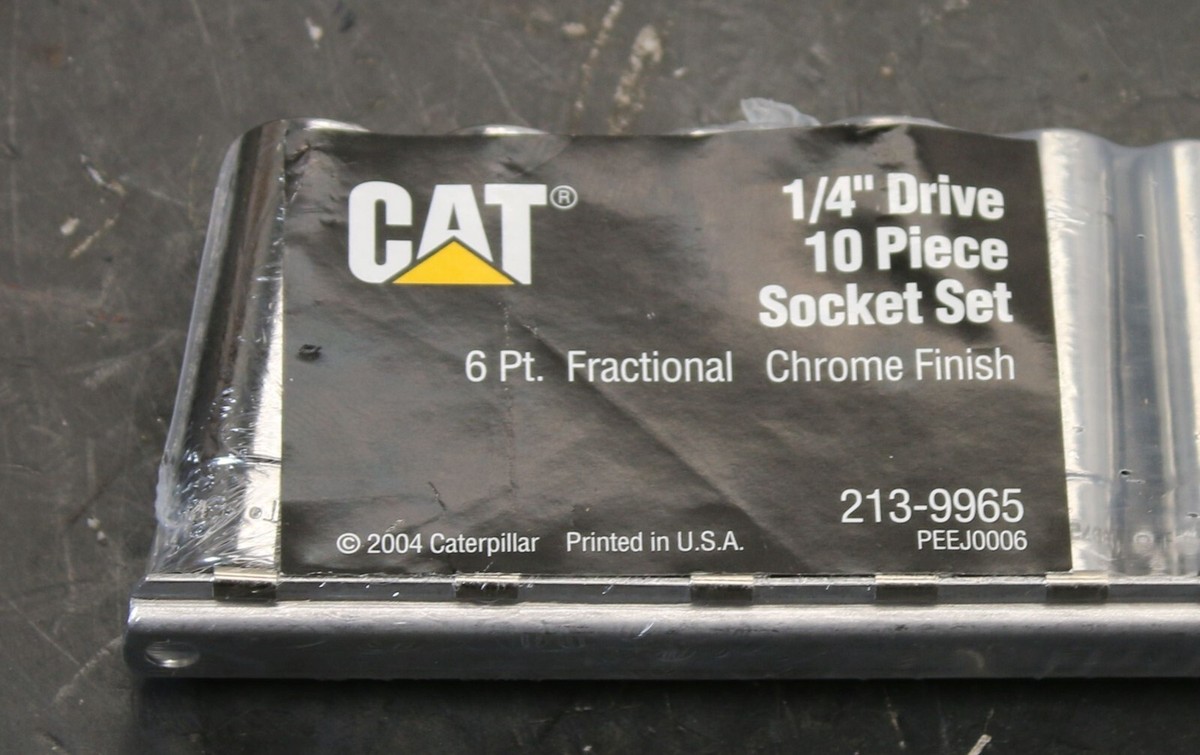 CAT®
1/4" Drive
10 Piece
Socket Set
6 Pt. Fractional Chrome Finish
213-9965
PEEJ0006
© 2004 Caterpillar Printed in U.S.A.